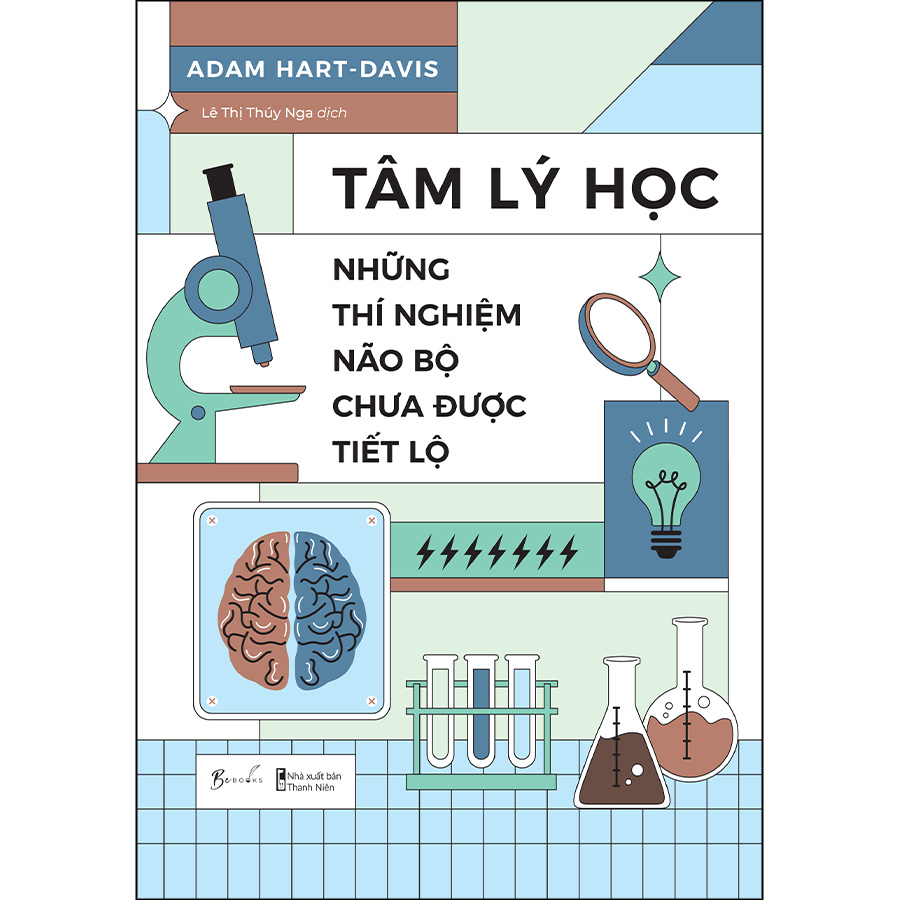 ADAM HART-DAVIS
Lê Thị Thúy Nga dịch
TÂM LÝ HỌC
NHỮNG
THÍ NGHIỆM
NÃO BỘ
CHƯA ĐƯỢC
TIẾT LỘ
BeBOOKS
Nhà xuất bản
Thanh Niên